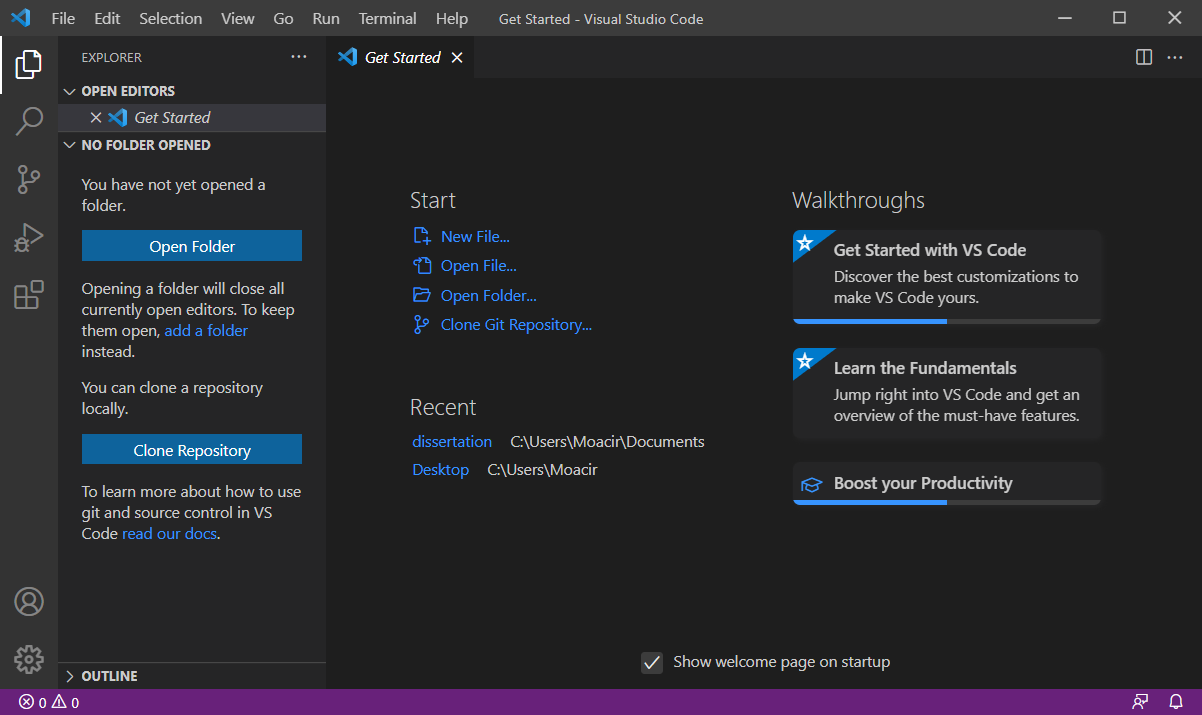 File Edit Selection View Go Run Terminal Help Get Started - Visual Studio Code
EXPLORER
OPEN EDITORS
Get Started
NO FOLDER OPENED
You have not yet opened a
folder.
Open Folder
Opening a folder will close all
currently open editors. To keep
them open, add a folder
instead.
You can clone a repository
locally.
Clone Repository
To learn more about how to use
git and source control in VS
Code read our docs.
OUTLINE
Get Started
Start
New File...
Open File...
Open Folder...
Clone Git Repository...
Recent
dissertation C:\Users\Moacir\Documents
Desktop C:\Users\Moacir
Walkthroughs
Get Started with VS Code
Discover the best customizations to
make VS Code yours.
Learn the Fundamentals
Jump right into VS Code and get an
overview of the must-have features.
Boost your Productivity
Show welcome page on startup
0 0